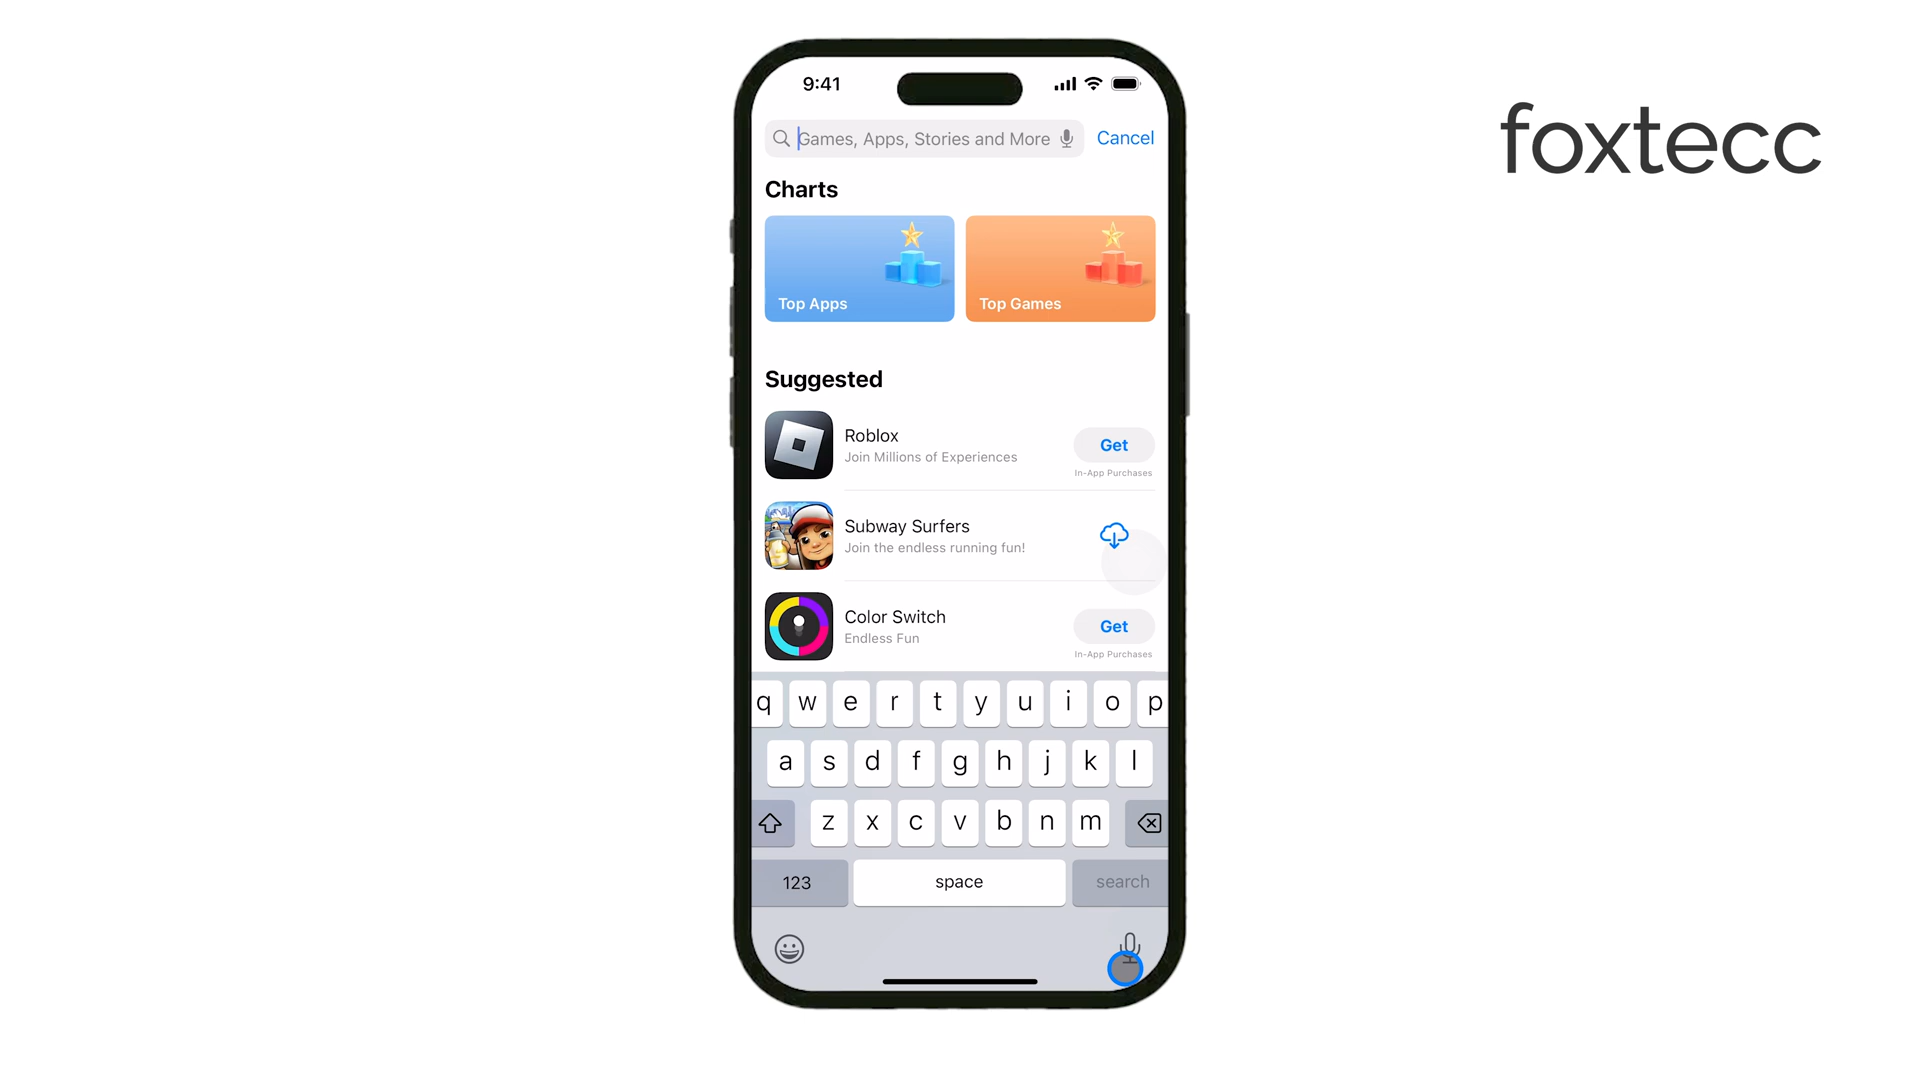 9:41
foxtecc
Games, Apps, Stories and More
Cancel
Charts
Top Apps
Top Games
Suggested
Roblox
Join Millions of Experiences
Get
In-App Purchases
Subway Surfers
Join the endless running fun!
Color Switch
Endless Fun
Get
In-App Purchases
q w e r t y u i o p
a s d f g h j k l
z x c v b n m
123 space search